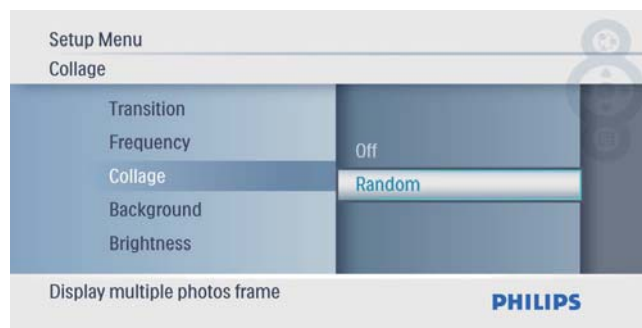 Setup Menu
Collage
Transition
Frequency
Collage
Background
Brightness
Off
Random
Display multiple photos frame
PHILIPS